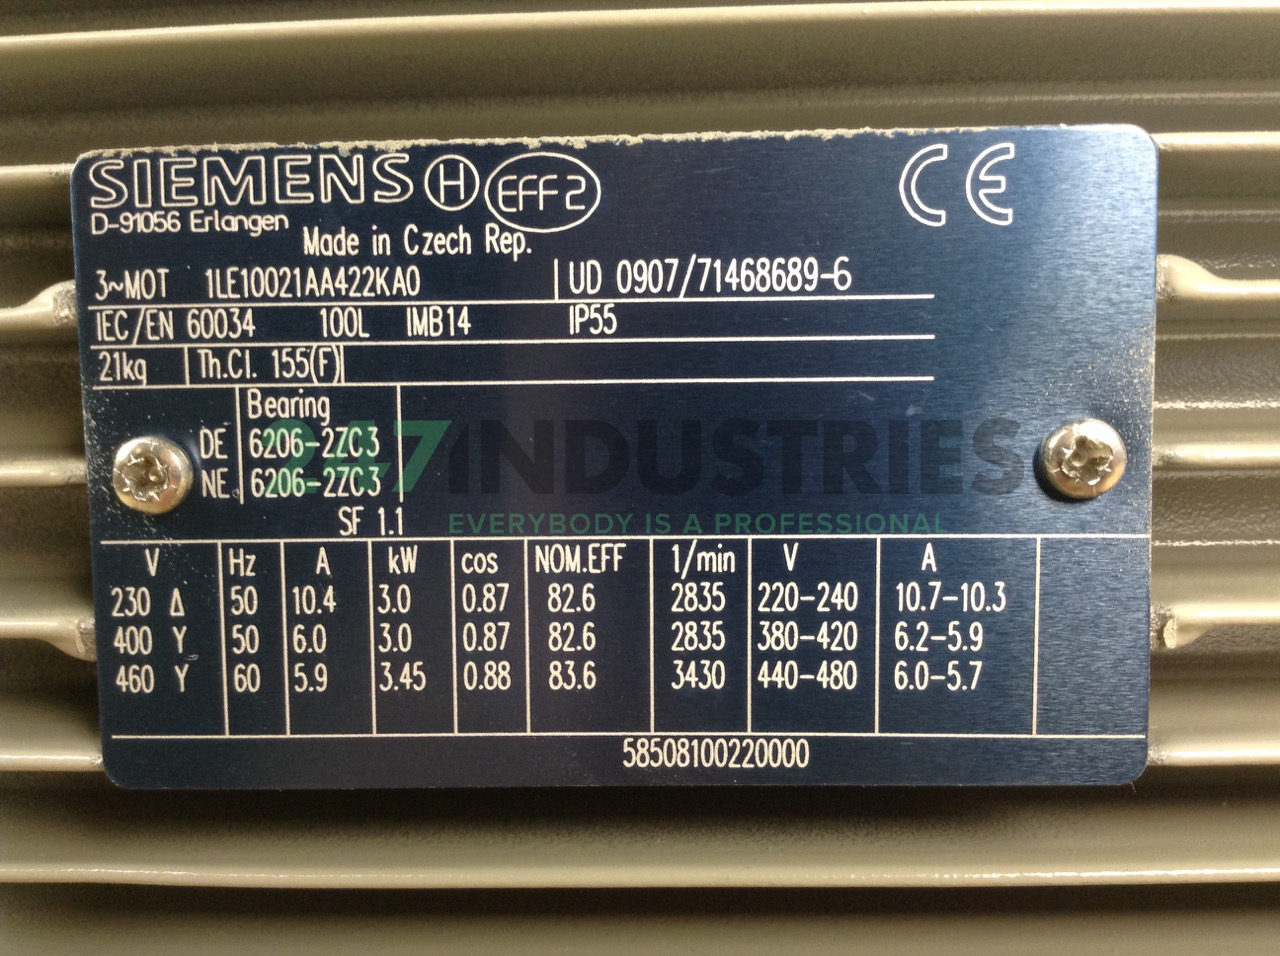 SIEMENS H EFF 2 CE
D-91056 Erlangen
Made in Czech Rep.
3~MOT 1LE10021AA422KA0 UD 0907/71468689-6
IEC/EN 60034 100L IMB14 IP55
21kg Th.Cl. 155(F)
Bearing
DE 6206-2ZC3
NE 6206-2ZC3
24-7 INDUSTRIES
EVERYBODY IS A PROFESSIONAL
SF 1.1
V Hz A kW cos NOM.EFF 1/min V A
230 Δ 50 10.4 3.0 0.87 82.6 2835 220-240 10.7-10.3
400 Y 50 6.0 3.0 0.87 82.6 2835 380-420 6.2-5.9
460 Y 60 5.9 3.45 0.88 83.6 3430 440-480 6.0-5.7
58508100220000